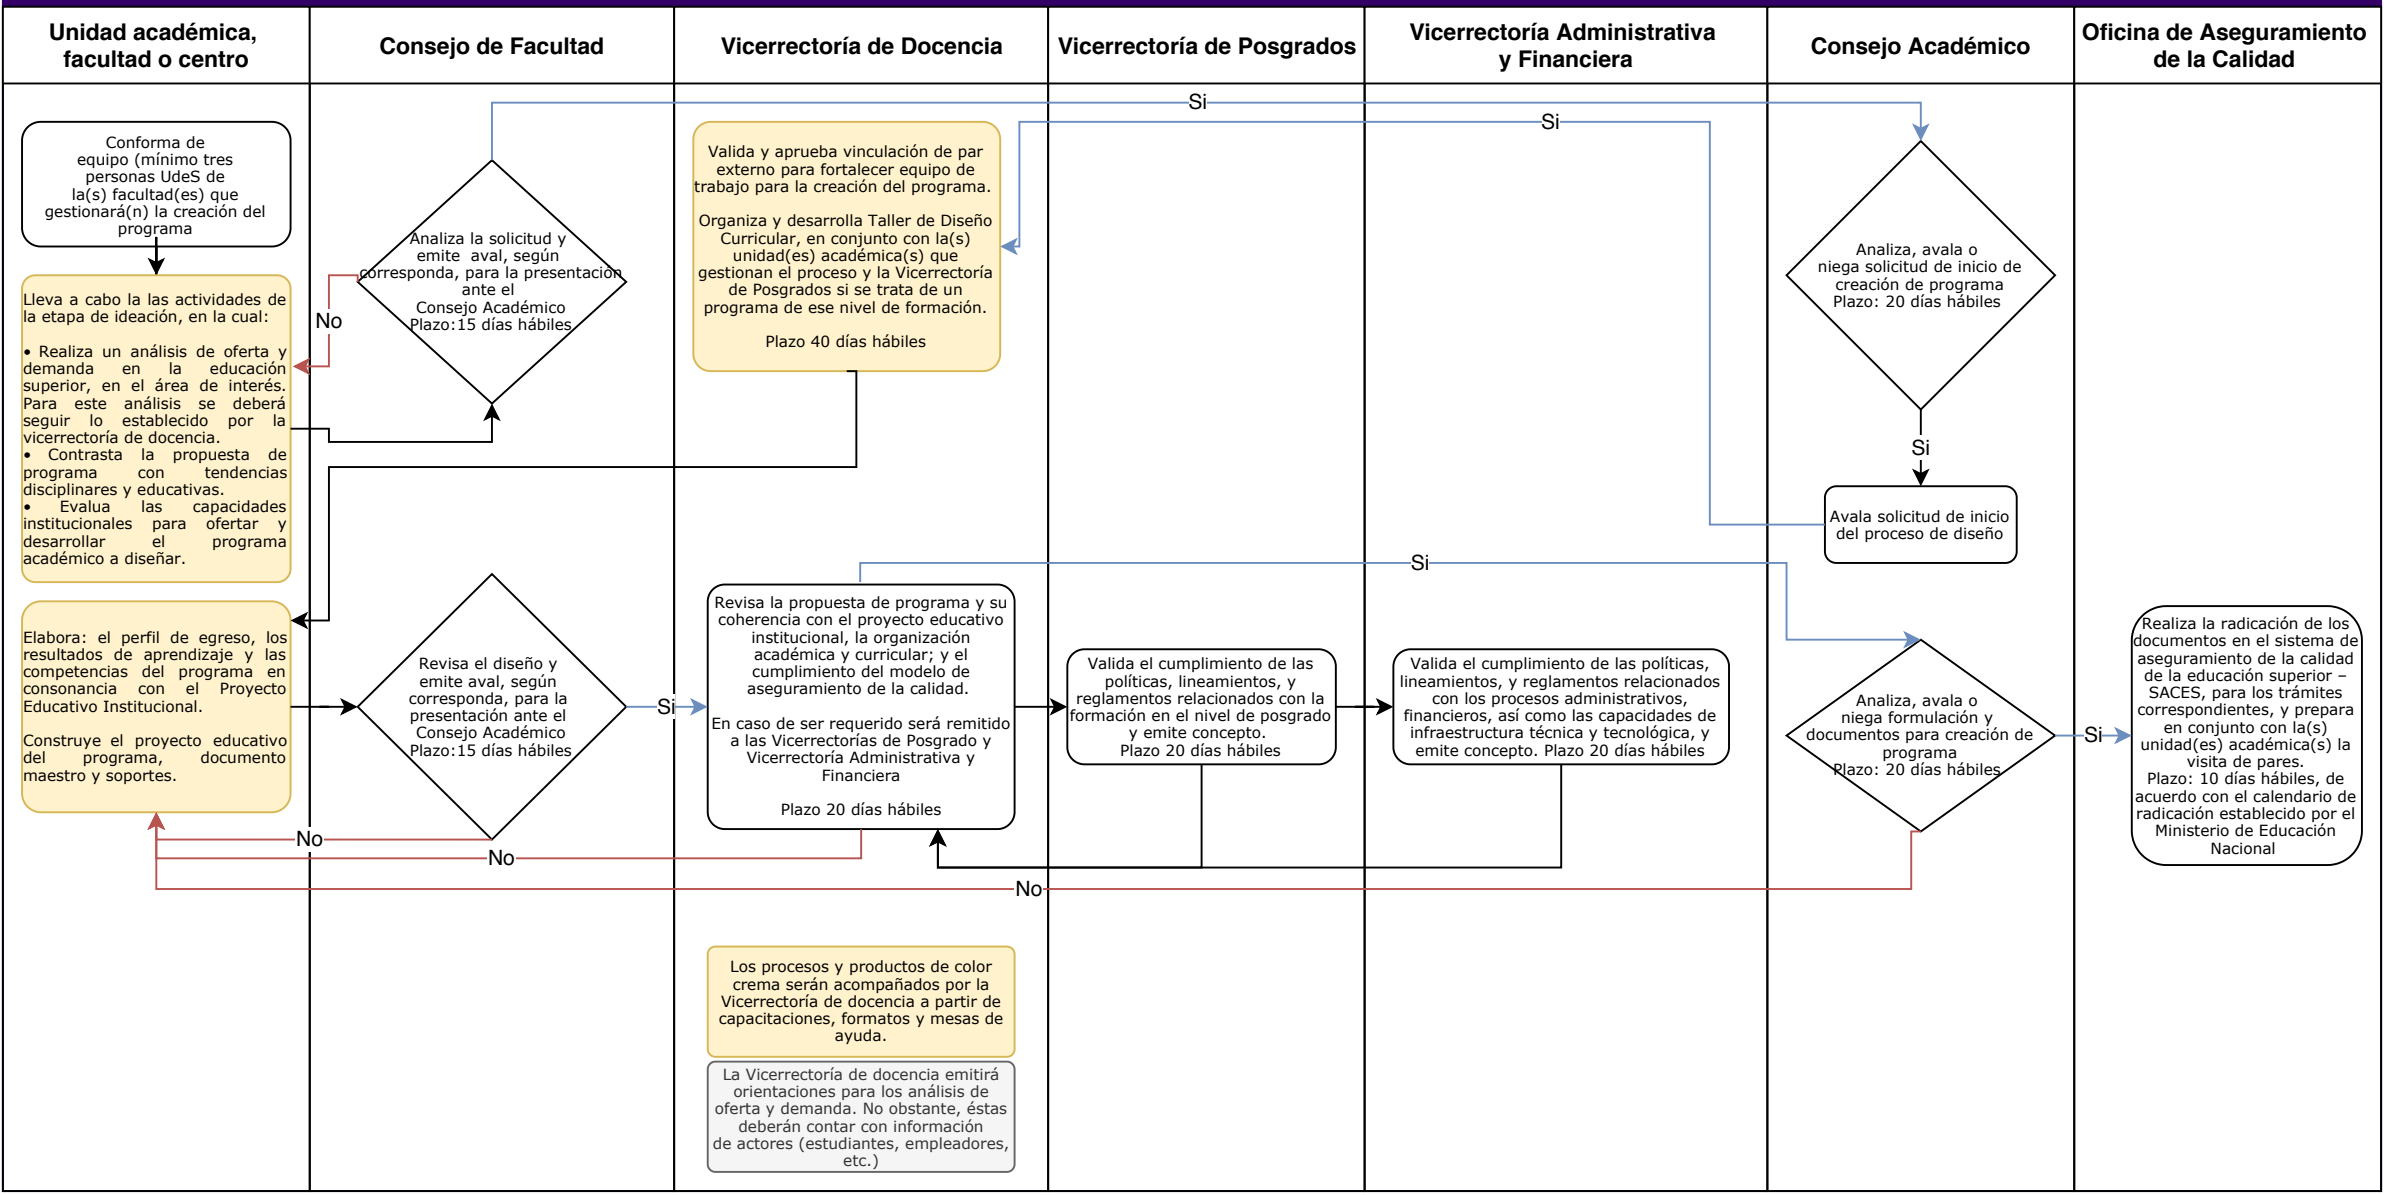 Unidad académica,
facultad o centro
Consejo de Facultad
Vicerrectoría de Docencia
Vicerrectoría de Posgrados
Vicerrectoría Administrativa
y Financiera
Consejo Académico
Oficina de Aseguramiento
de la Calidad
Si
Si
Conforma de
equipo (mínimo tres
personas UdeS de
la(s) facultad(es) que
gestionará(n) la creación del
programa
Lleva a cabo la las actividades de
la etapa de ideación, en la cual:
• Realiza un análisis de oferta y
demanda en la educación
superior, en el área de interés.
Para este análisis se deberá
seguir lo establecido por la
vicerrectoría de docencia.
• Contrasta la propuesta de
programa con tendencias
disciplinares y educativas.
• Evalua las capacidades
institucionales para ofertar y
desarrollar el programa
académico a diseñar.
No
Analiza la solicitud y
emite aval, según
corresponda, para la presentación
ante el
Consejo Académico
Plazo:15 días hábiles
Valida y aprueba vinculación de par
externo para fortalecer equipo de
trabajo para la creación del programa.
Organiza y desarrolla Taller de Diseño
Curricular, en conjunto con la(s)
unidad(es) académica(s) que
gestionan el proceso y la Vicerrectoría
de Posgrados si se trata de un
programa de ese nivel de formación.
Plazo 40 días hábiles
Analiza, avala o
niega solicitud de inicio de
creación de programa
Plazo: 20 días hábiles
Si
Avala solicitud de inicio
del proceso de diseño
Si
Elabora: el perfil de egreso, los
resultados de aprendizaje y las
competencias del programa en
consonancia con el Proyecto
Educativo Institucional.
Construye el proyecto educativo
del programa, documento
maestro y soportes.
Revisa el diseño y
emite aval, según
corresponda, para la
presentación ante el
Consejo Académico
Plazo:15 días hábiles
Si
Revisa la propuesta de programa y su
coherencia con el proyecto educativo
institucional, la organización
académica y curricular; y el
cumplimiento del modelo de
aseguramiento de la calidad.
En caso de ser requerido será remitido
a las Vicerrectorías de Posgrado y
Vicerrectoría Administrativa y
Financiera
Plazo 20 días hábiles
Valida el cumplimiento de las
políticas, lineamientos, y
reglamentos relacionados con la
formación en el nivel de posgrado
y emite concepto.
Plazo 20 días hábiles
Valida el cumplimiento de las políticas,
lineamientos, y reglamentos relacionados
con los procesos administrativos,
financieros, así como las capacidades de
infraestructura técnica y tecnológica, y
emite concepto. Plazo 20 días hábiles
Analiza, avala o
niega formulación y
documentos para creación de
programa
Plazo: 20 días hábiles
Si
Realiza la radicación de los
documentos en el sistema de
aseguramiento de la calidad
de la educación superior –
SACES, para los trámites
correspondientes, y prepara
en conjunto con la(s)
unidad(es) académica(s) la
visita de pares.
Plazo: 10 días hábiles, de
acuerdo con el calendario de
radicación establecido por el
Ministerio de Educación
Nacional
No
No
No
Los procesos y productos de color
crema serán acompañados por la
Vicerrectoría de docencia a partir de
capacitaciones, formatos y mesas de
ayuda.
La Vicerrectoría de docencia emitirá
orientaciones para los análisis de
oferta y demanda. No obstante, éstas
deberán contar con información
de actores (estudiantes, empleadores,
etc.)